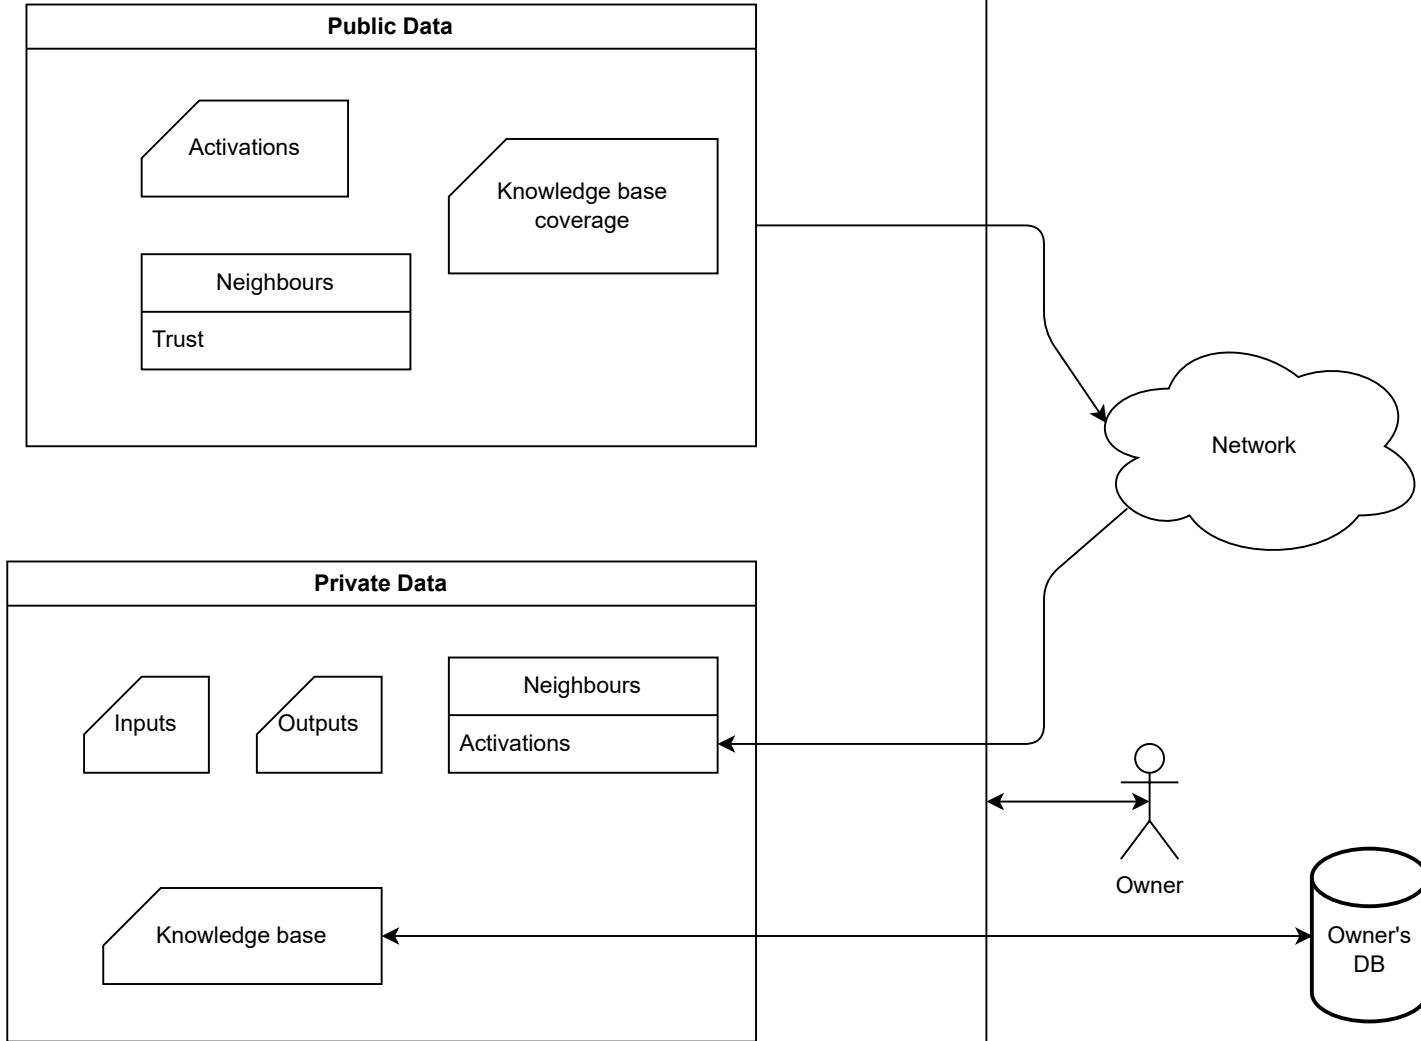 Public Data
Activations
Knowledge base
coverage
Neighbours
Trust
Network
Private Data
Inputs
Outputs
Neighbours
Activations
Owner
Knowledge base
Owner's
DB